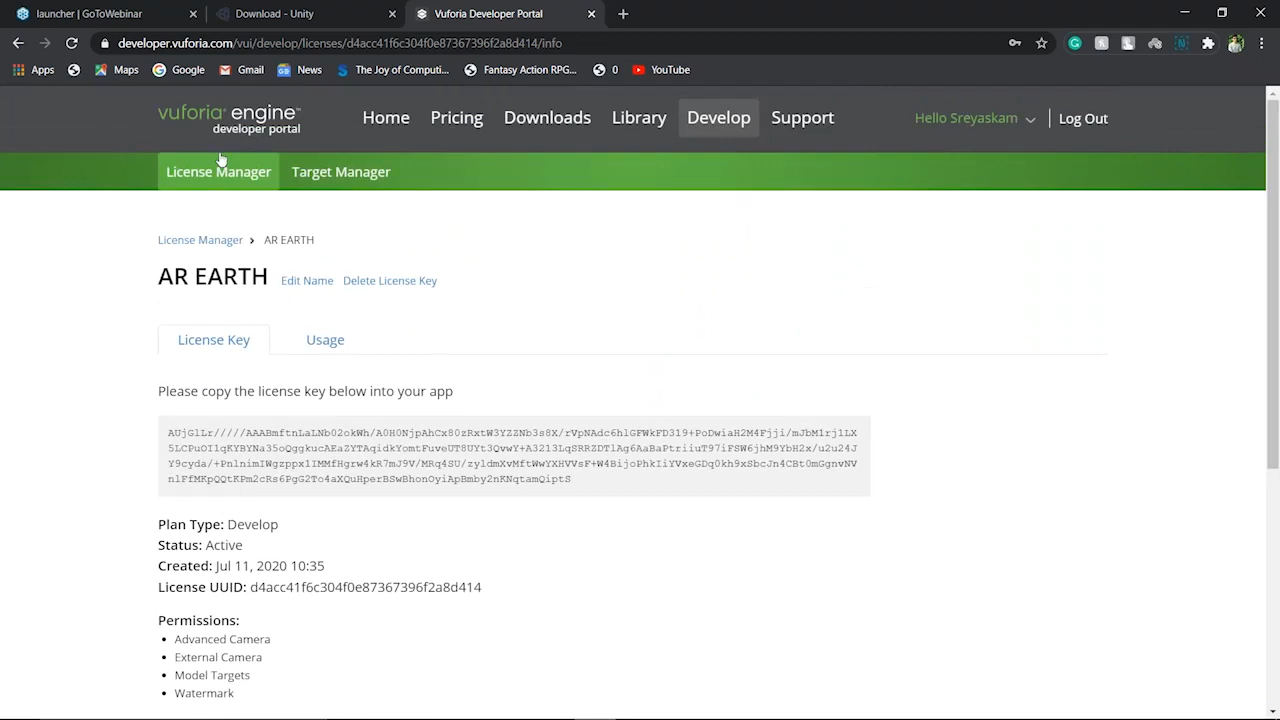 launcher | GoToWebinar
Download - Unity
Vuforia Developer Portal
developer.vuforia.com/vui/develop/licenses/d4acc41f6c304f0e87367396f2a8d414/info
Apps
Maps
Google
Gmail
News
The Joy of Computi...
Fantasy Action RPG...
0
YouTube
vuforia engine™
developer portal
Home
Pricing
Downloads
Library
Develop
Support
Hello Sreyaskam
Log Out
License Manager
Target Manager
License Manager > AR EARTH
AR EARTH Edit Name Delete License Key
License Key
Usage
Please copy the license key below into your app
Plan Type: Develop
Status: Active
Created: Jul 11, 2020 10:35
License UUID: d4acc41f6c304f0e87367396f2a8d414
Permissions:
• Advanced Camera
• External Camera
• Model Targets
• Watermark